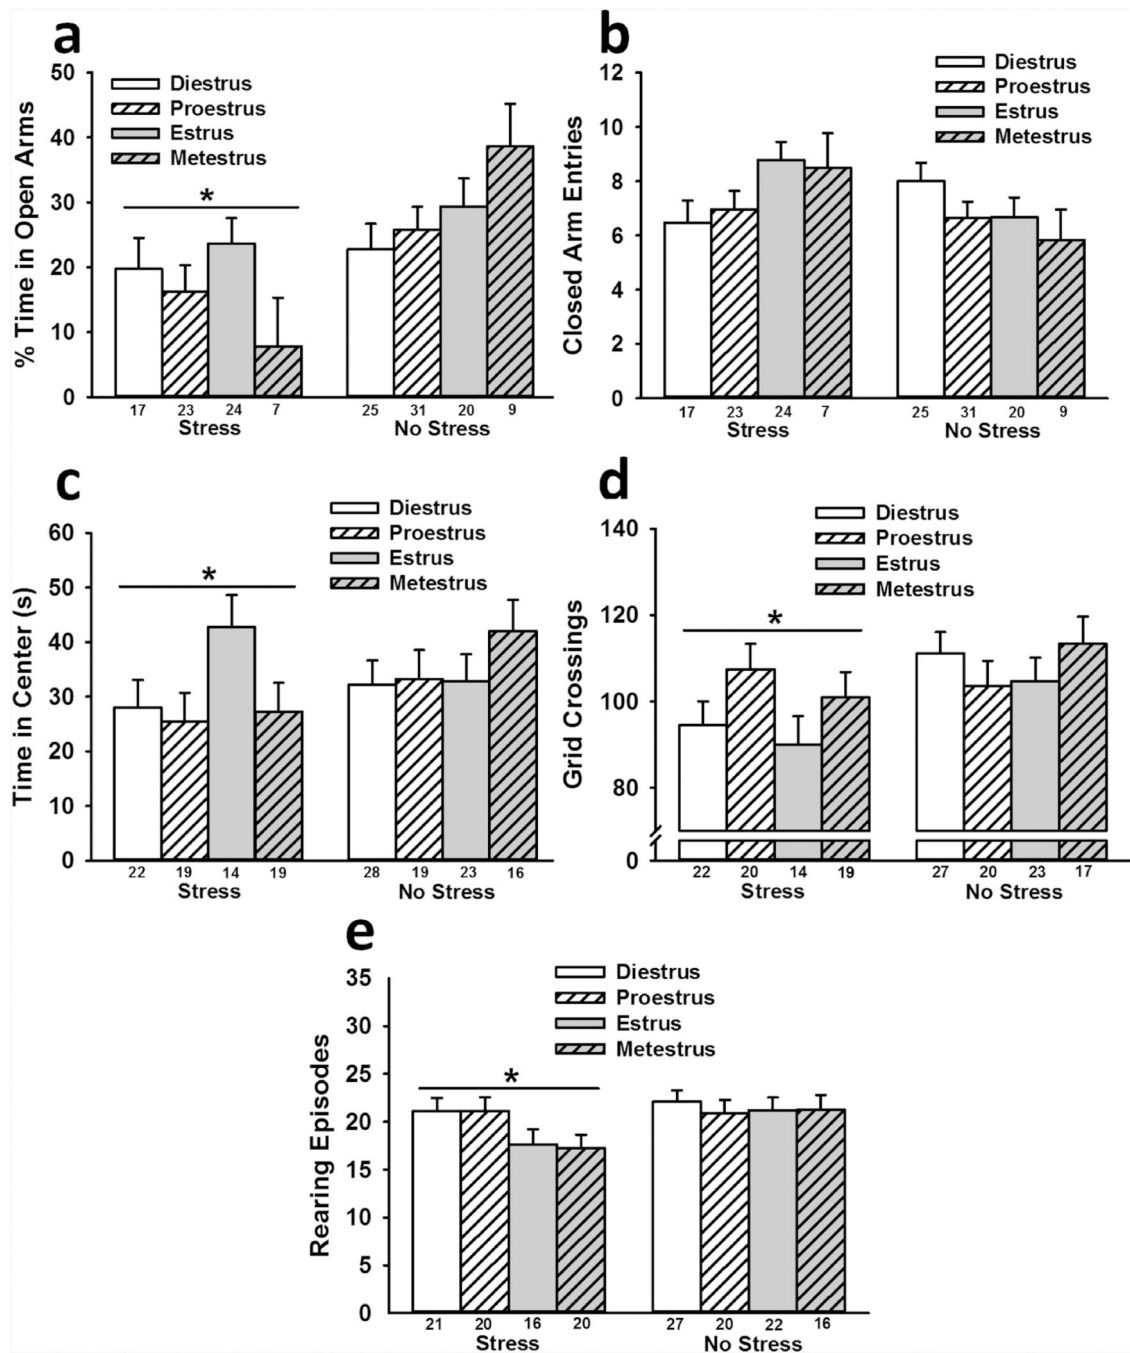 a
50
40
30
20
10
0
% Time in Open Arms
Diestrus
Proestrus
Estrus
Metestrus
*
17 23 24 7 25 31 20 9
Stress No Stress
b
12
10
8
6
4
2
0
Closed Arm Entries
Diestrus
Proestrus
Estrus
Metestrus
17 23 24 7 25 31 20 9
Stress No Stress
c
60
50
40
30
20
10
0
Time in Center (s)
Diestrus
Proestrus
Estrus
Metestrus
*
22 19 14 19 28 19 23 16
Stress No Stress
d
140
120
100
80
0
Grid Crossings
Diestrus
Proestrus
Estrus
Metestrus
*
22 20 14 19 27 20 23 17
Stress No Stress
e
35
30
25
20
15
10
5
0
Rearing Episodes
Diestrus
Proestrus
Estrus
Metestrus
*
21 20 16 20 27 20 22 16
Stress No Stress